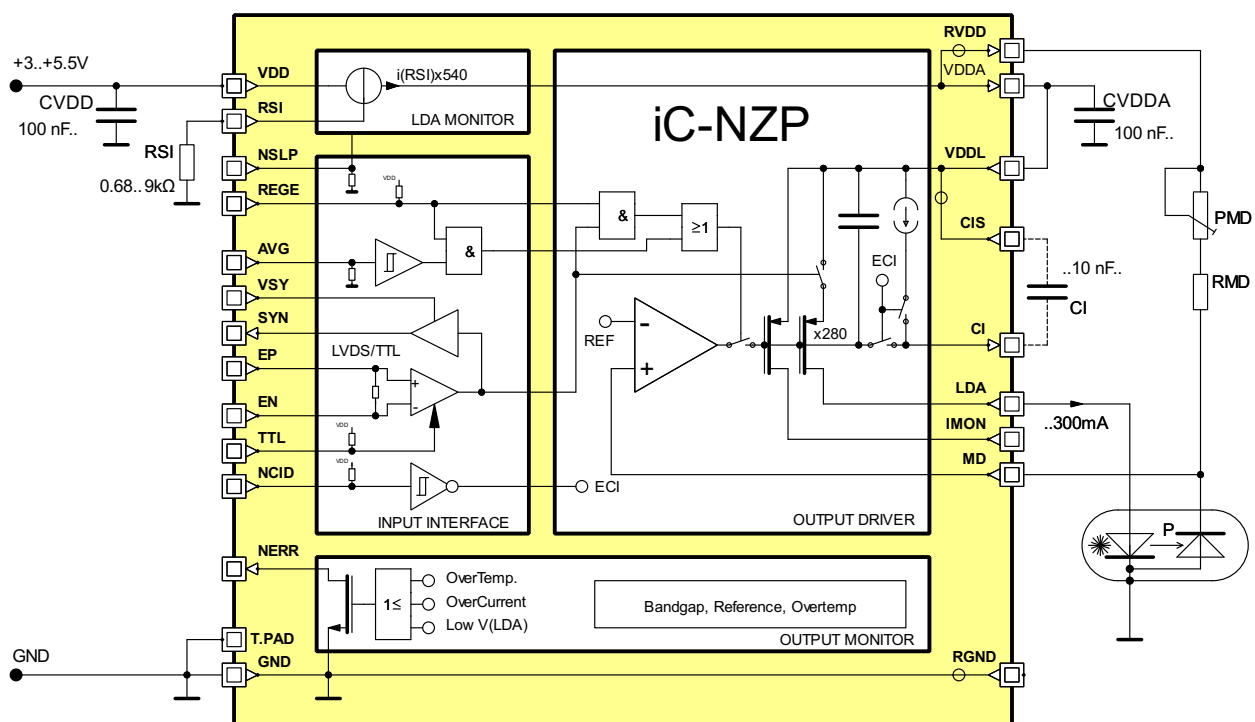 +3..+5.5V
CVDD
100 nF..
RSI
0.68..9kΩ
GND
VDD
RSI
NSLP
REGE
AVG
VSY
SYN
EP
EN
TTL
NCID
NERR
T.PAD
GND
i(RSI)x540
LDA MONITOR
VDD
&
LVDS/TTL
+
-
VDD
VDD
INPUT INTERFACE
iC-NZP
&
≥1
ECI
REF
-
+
x280
ECI
OUTPUT DRIVER
1≤
OverTemp.
OverCurrent
Low V(LDA)
Bandgap, Reference, Overtemp
OUTPUT MONITOR
RVDD
VDDA
VDDL
CIS
CI
LDA
IMON
MD
RGND
CVDDA
100 nF..
PMD
RMD
..10 nF..
CI
..300mA
P